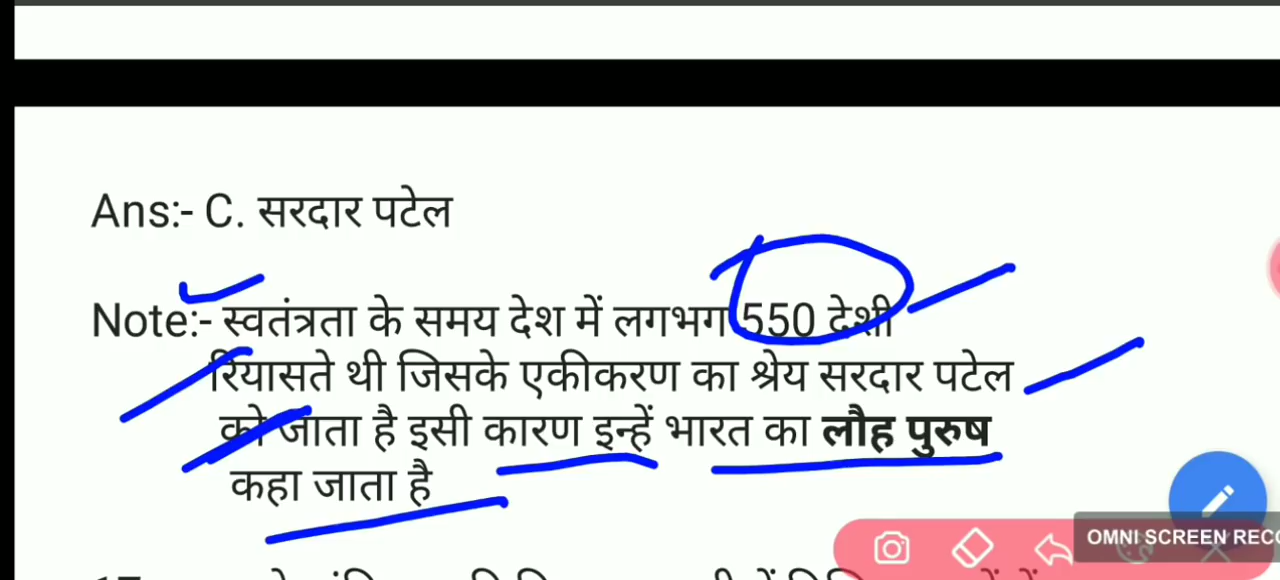 Ans:- C. सरदार पटेल
Note:- स्वतंत्रता के समय देश में लगभग 550 देशी
रियासते थी जिसके एकीकरण का श्रेय सरदार पटेल
को जाता है इसी कारण इन्हें भारत का लौह पुरुष
कहा जाता है
OMNI SCREEN REC